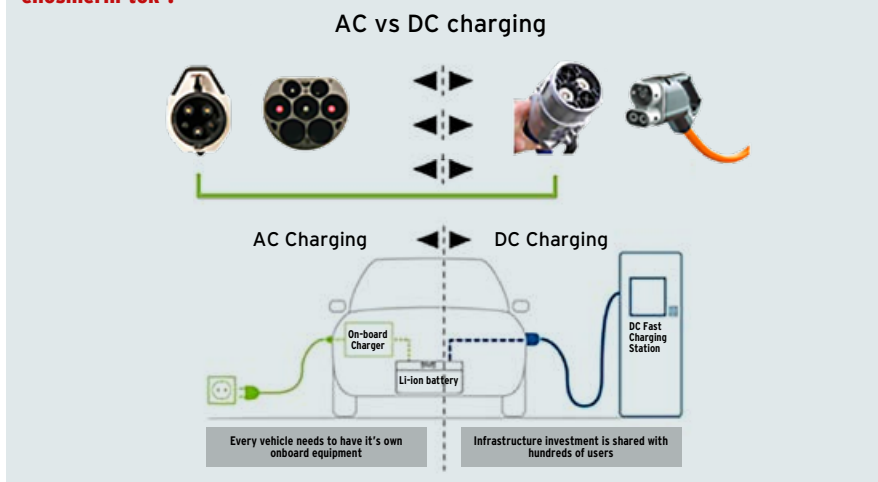 AC vs DC charging
AC Charging
DC Charging
On-board
Charger
Li-ion battery
DC Fast
Charging
Station
Every vehicle needs to have it's own
onboard equipment
Infrastructure investment is shared with
hundreds of users